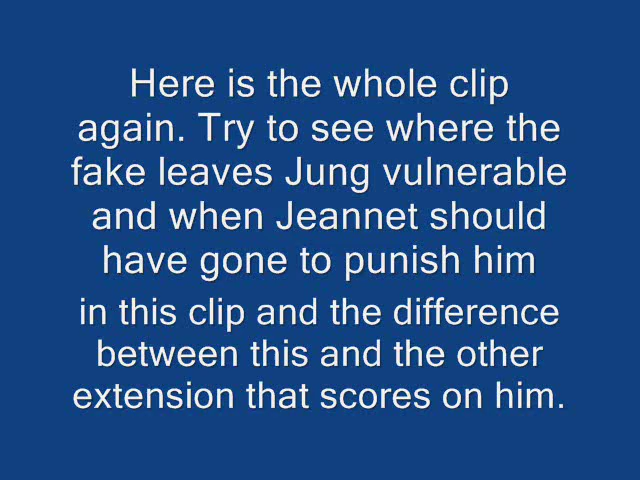 Here is the whole clip
again. Try to see where the
fake leaves Jung vulnerable
and when Jeannet should
have gone to punish him
in this clip and the difference
between this and the other
extension that scores on him.